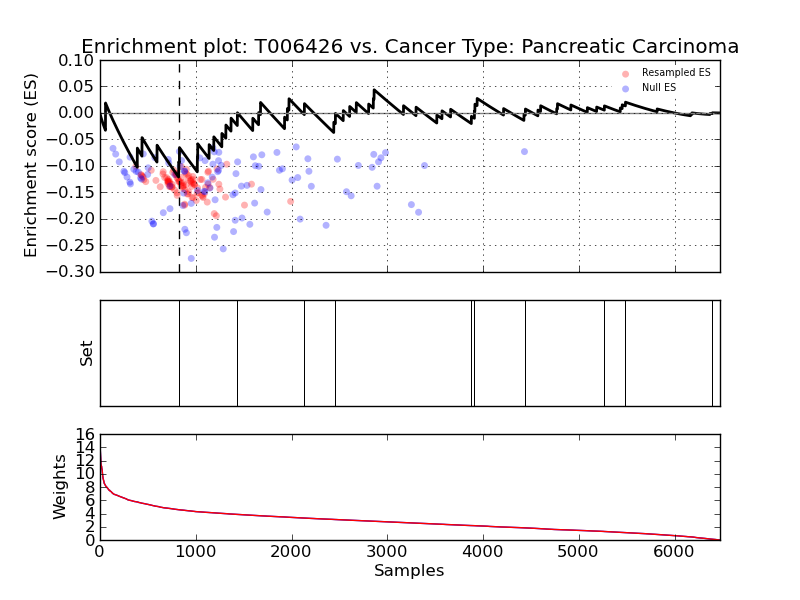 Enrichment plot: T006426 vs. Cancer Type: Pancreatic Carcinoma
Enrichment score (ES)
0.10
0.05
0.00
−0.05
−0.10
−0.15
−0.20
−0.25
−0.30
Resampled ES
Null ES
Set
Weights
16
14
12
10
8
6
4
2
0
0 1000 2000 3000 4000 5000 6000
Samples